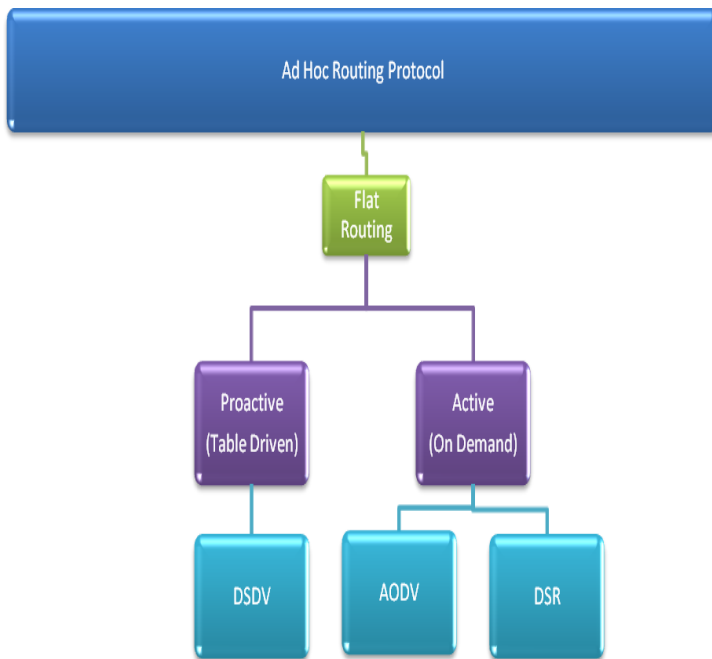 Ad Hoc Routing Protocol
Flat
Routing
Proactive
(Table Driven)
Active
(On Demand)
DSDV
AODV
DSR